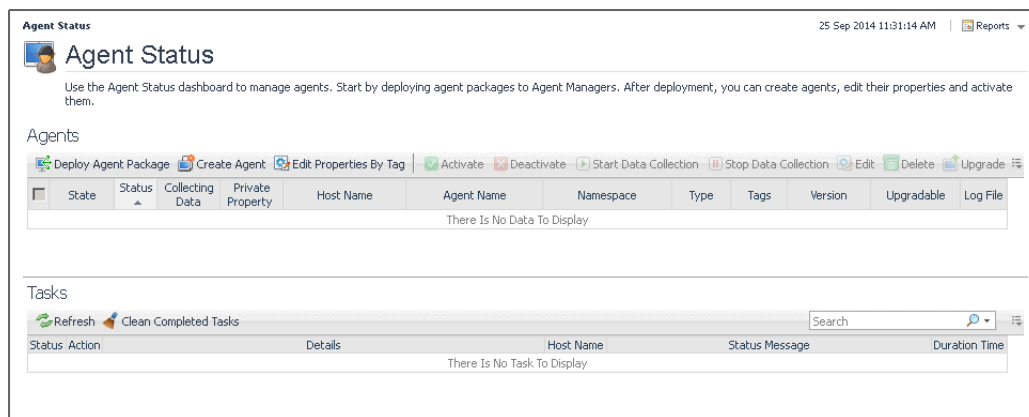 Agent Status
25 Sep 2014 11:31:14 AM | Reports
Agent Status
Use the Agent Status dashboard to manage agents. Start by deploying agent packages to Agent Managers. After deployment, you can create agents, edit their properties and activate
them.
Agents
Deploy Agent Package Create Agent Edit Properties By Tag Activate Deactivate Start Data Collection Stop Data Collection Edit Delete Upgrade
State Status Collecting Data Private Property Host Name Agent Name Namespace Type Tags Version Upgradable Log File
There Is No Data To Display
Tasks
Refresh Clean Completed Tasks Search
Status Action Details Host Name Status Message Duration Time
There Is No Task To Display